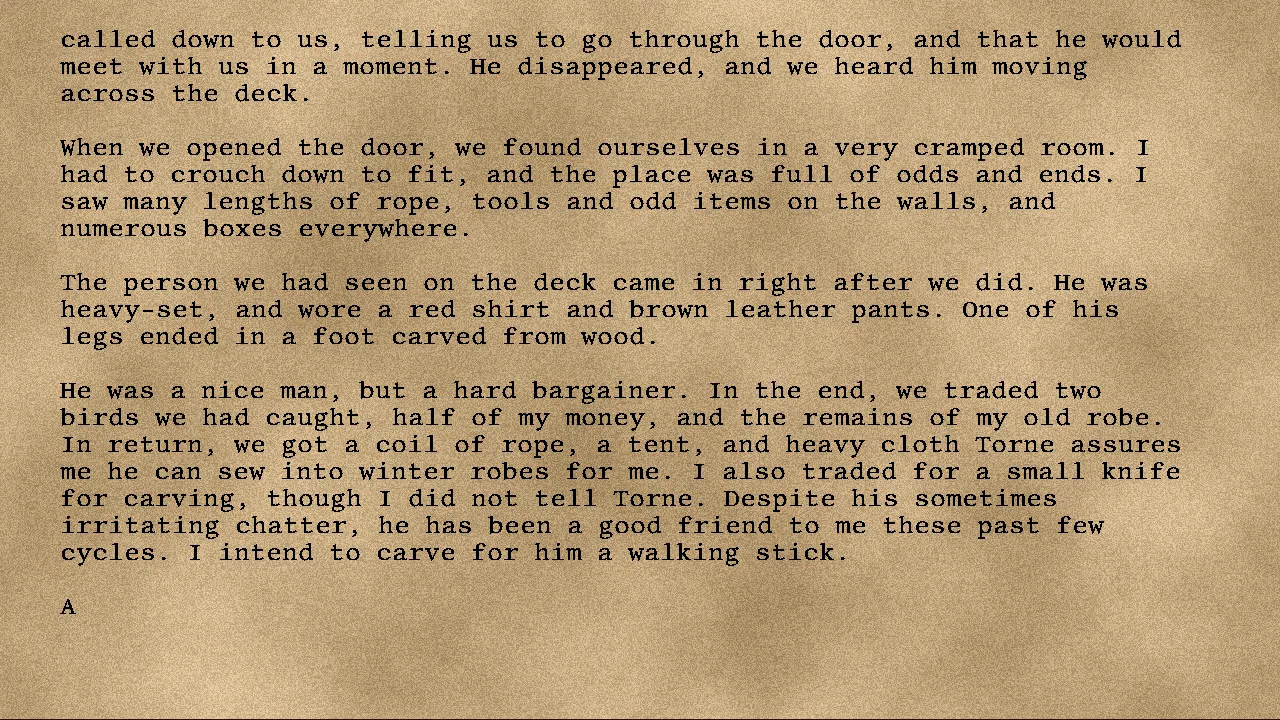 called down to us, telling us to go through the door, and that he would
meet with us in a moment. He disappeared, and we heard him moving
across the deck.
When we opened the door, we found ourselves in a very cramped room. I
had to crouch down to fit, and the place was full of odds and ends. I
saw many lengths of rope, tools and odd items on the walls, and
numerous boxes everywhere.
The person we had seen on the deck came in right after we did. He was
heavy-set, and wore a red shirt and brown leather pants. One of his
legs ended in a foot carved from wood.
He was a nice man, but a hard bargainer. In the end, we traded two
birds we had caught, half of my money, and the remains of my old robe.
In return, we got a coil of rope, a tent, and heavy cloth Torne assures
me he can sew into winter robes for me. I also traded for a small knife
for carving, though I did not tell Torne. Despite his sometimes
irritating chatter, he has been a good friend to me these past few
cycles. I intend to carve for him a walking stick.
A